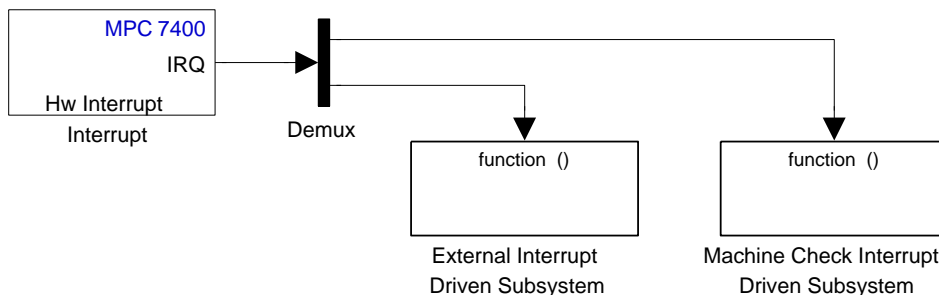 MPC 7400
IRQ
Hw Interrupt
Interrupt
Demux
function ()
External Interrupt
Driven Subsystem
function ()
Machine Check Interrupt
Driven Subsystem